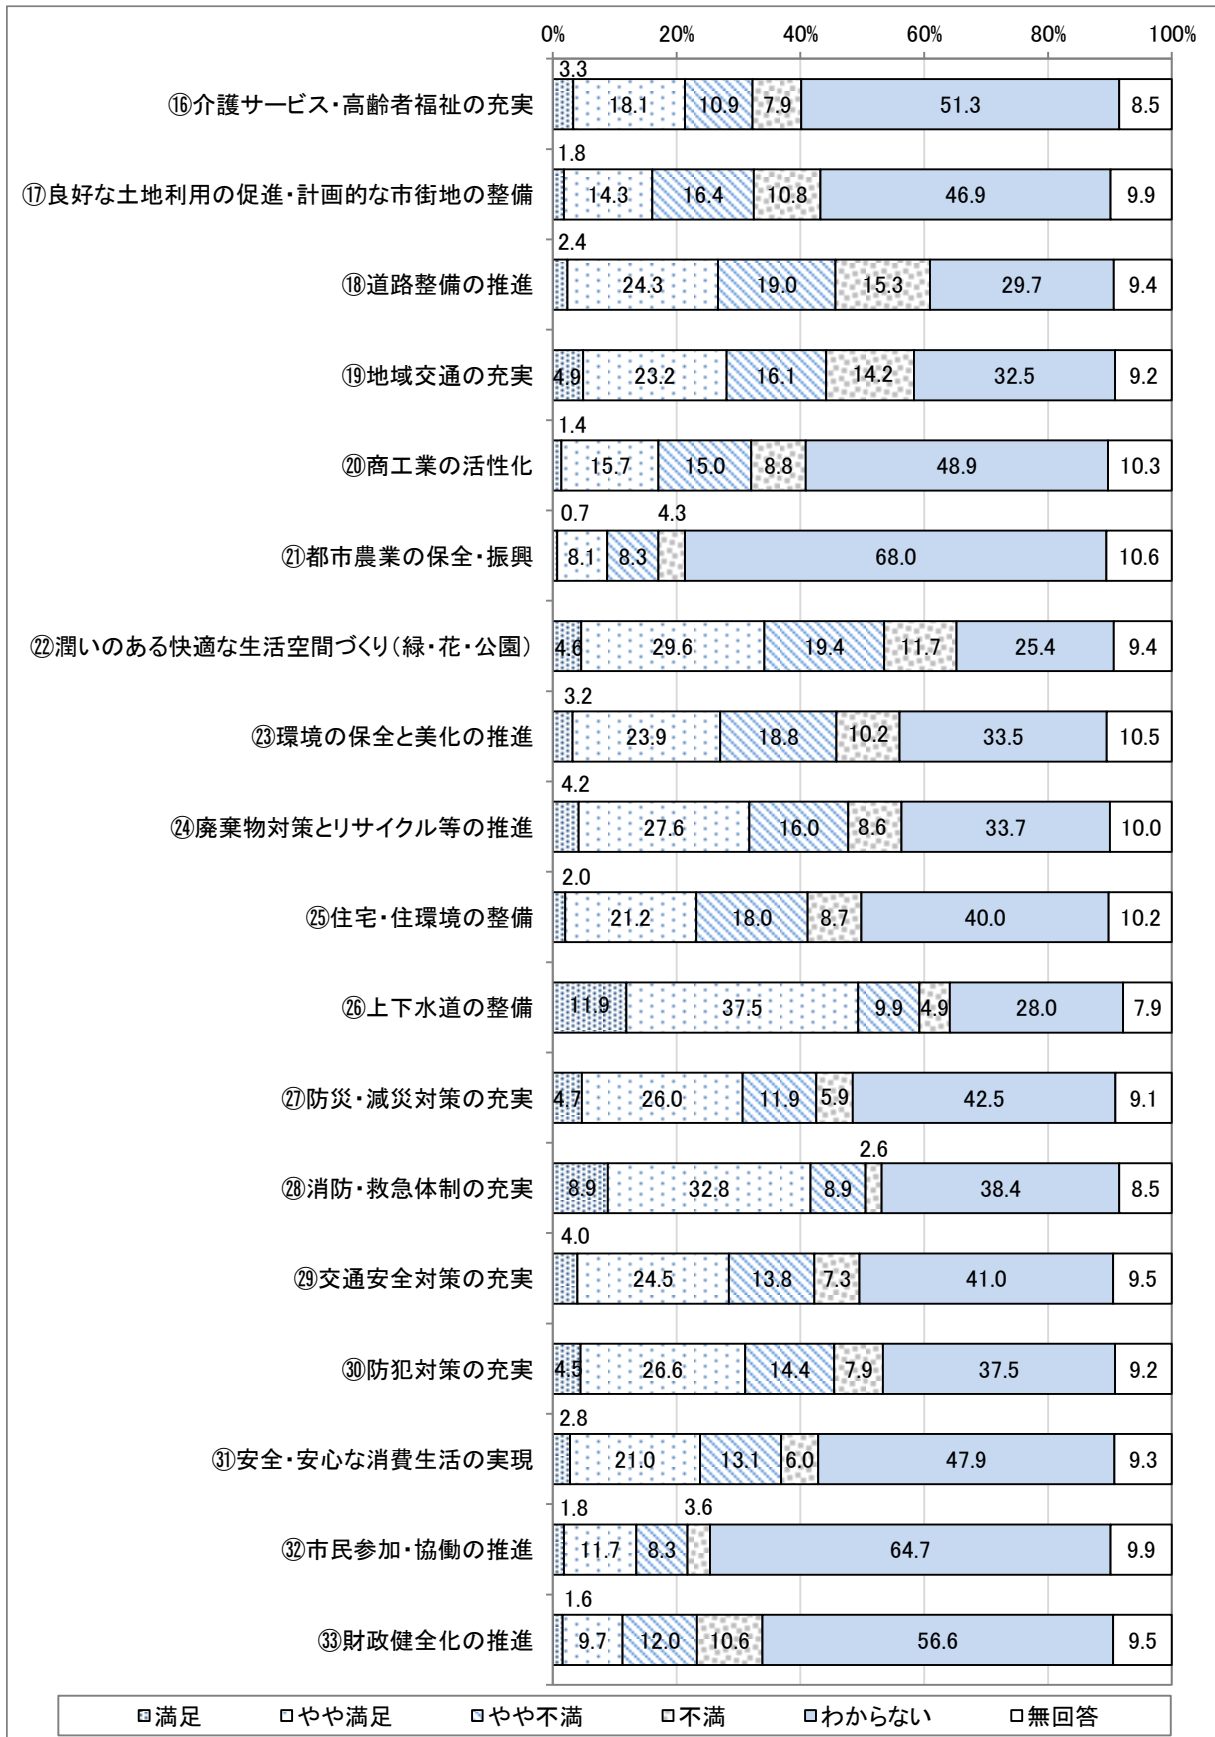 0% 20% 40% 60% 80% 100%
3.3
⑯介護サービス・高齢者福祉の充実 18.1 10.9 7.9 51.3 8.5
1.8
⑰良好な土地利用の促進・計画的な市街地の整備 14.3 16.4 10.8 46.9 9.9
2.4
⑱道路整備の推進 24.3 19.0 15.3 29.7 9.4
⑲地域交通の充実 4.9 23.2 16.1 14.2 32.5 9.2
1.4
⑳商工業の活性化 15.7 15.0 8.8 48.9 10.3
0.7 4.3
㉑都市農業の保全・振興 8.1 8.3 68.0 10.6
㉒潤いのある快適な生活空間づくり(緑・花・公園) 4.6 29.6 19.4 11.7 25.4 9.4
3.2
㉓環境の保全と美化の推進 23.9 18.8 10.2 33.5 10.5
4.2
㉔廃棄物対策とリサイクル等の推進 27.6 16.0 8.6 33.7 10.0
2.0
㉕住宅・住環境の整備 21.2 18.0 8.7 40.0 10.2
㉖上下水道の整備 11.9 37.5 9.9 4.9 28.0 7.9
㉗防災・減災対策の充実 4.7 26.0 11.9 5.9 42.5 9.1
2.6
㉘消防・救急体制の充実 8.9 32.8 8.9 38.4 8.5
4.0
㉙交通安全対策の充実 24.5 13.8 7.3 41.0 9.5
㉚防犯対策の充実 4.5 26.6 14.4 7.9 37.5 9.2
2.8
㉛安全・安心な消費生活の実現 21.0 13.1 6.0 47.9 9.3
1.8 3.6
㉜市民参加・協働の推進 11.7 8.3 64.7 9.9
1.6
㉝財政健全化の推進 9.7 12.0 10.6 56.6 9.5
満足 やや満足 やや不満 不満 わからない 無回答